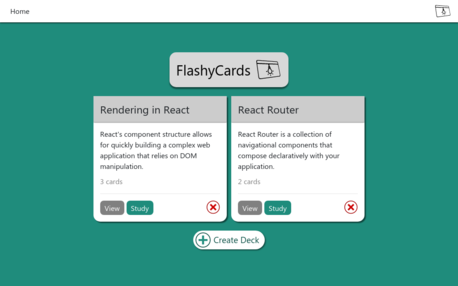 Home
FlashyCards
Rendering in React
React's component structure allows
for quickly building a complex web
application that relies on DOM
manipulation.
3 cards
View Study
React Router
React Router is a collection of
navigational components that
compose declaratively with your
application.
2 cards
View Study
Create Deck